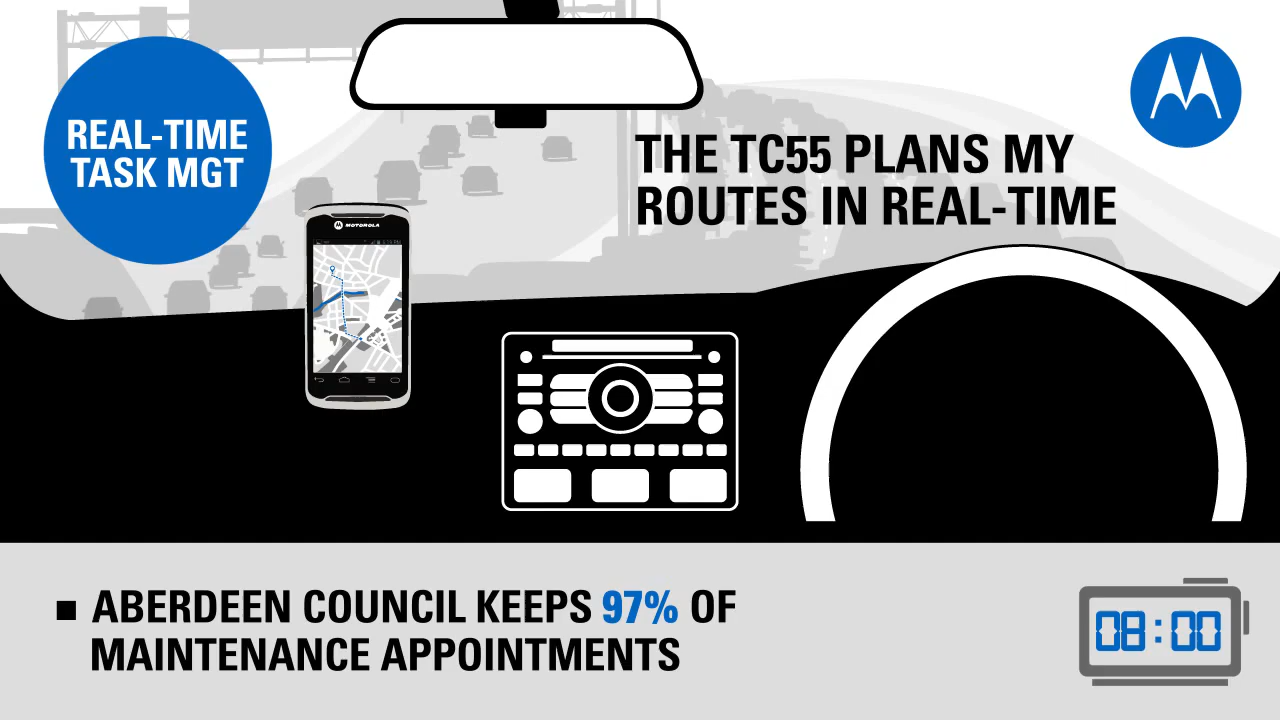 REAL-TIME
TASK MGT
THE TC55 PLANS MY
ROUTES IN REAL-TIME
MOTOROLA
■ ABERDEEN COUNCIL KEEPS 97% OF
MAINTENANCE APPOINTMENTS
08:00